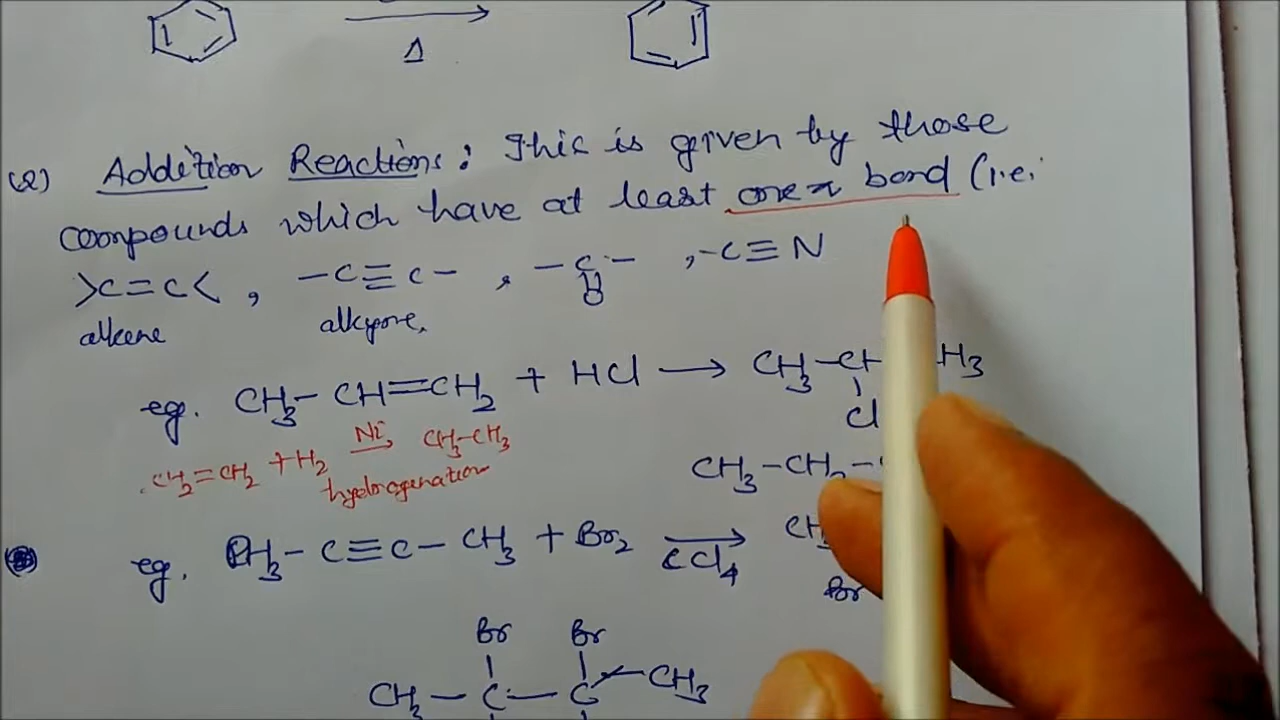 Δ
(2) Addition Reactions: This is given by those
compounds which have at least one π bond (i.e.
>C=C<, -C≡C-, -C-, -C≡N
O
alkene alkyne,
eg. CH3-CH=CH2 + HCl → CH3-CH H3
Cl
CH2=CH2 + H2 Ni → CH3-CH3
hydrogenation
CH3-CH2-
eg. CH3-C≡C-CH3 + Br2 → CH
CCl4
Br
Br Br
CH3-C-C-CH3